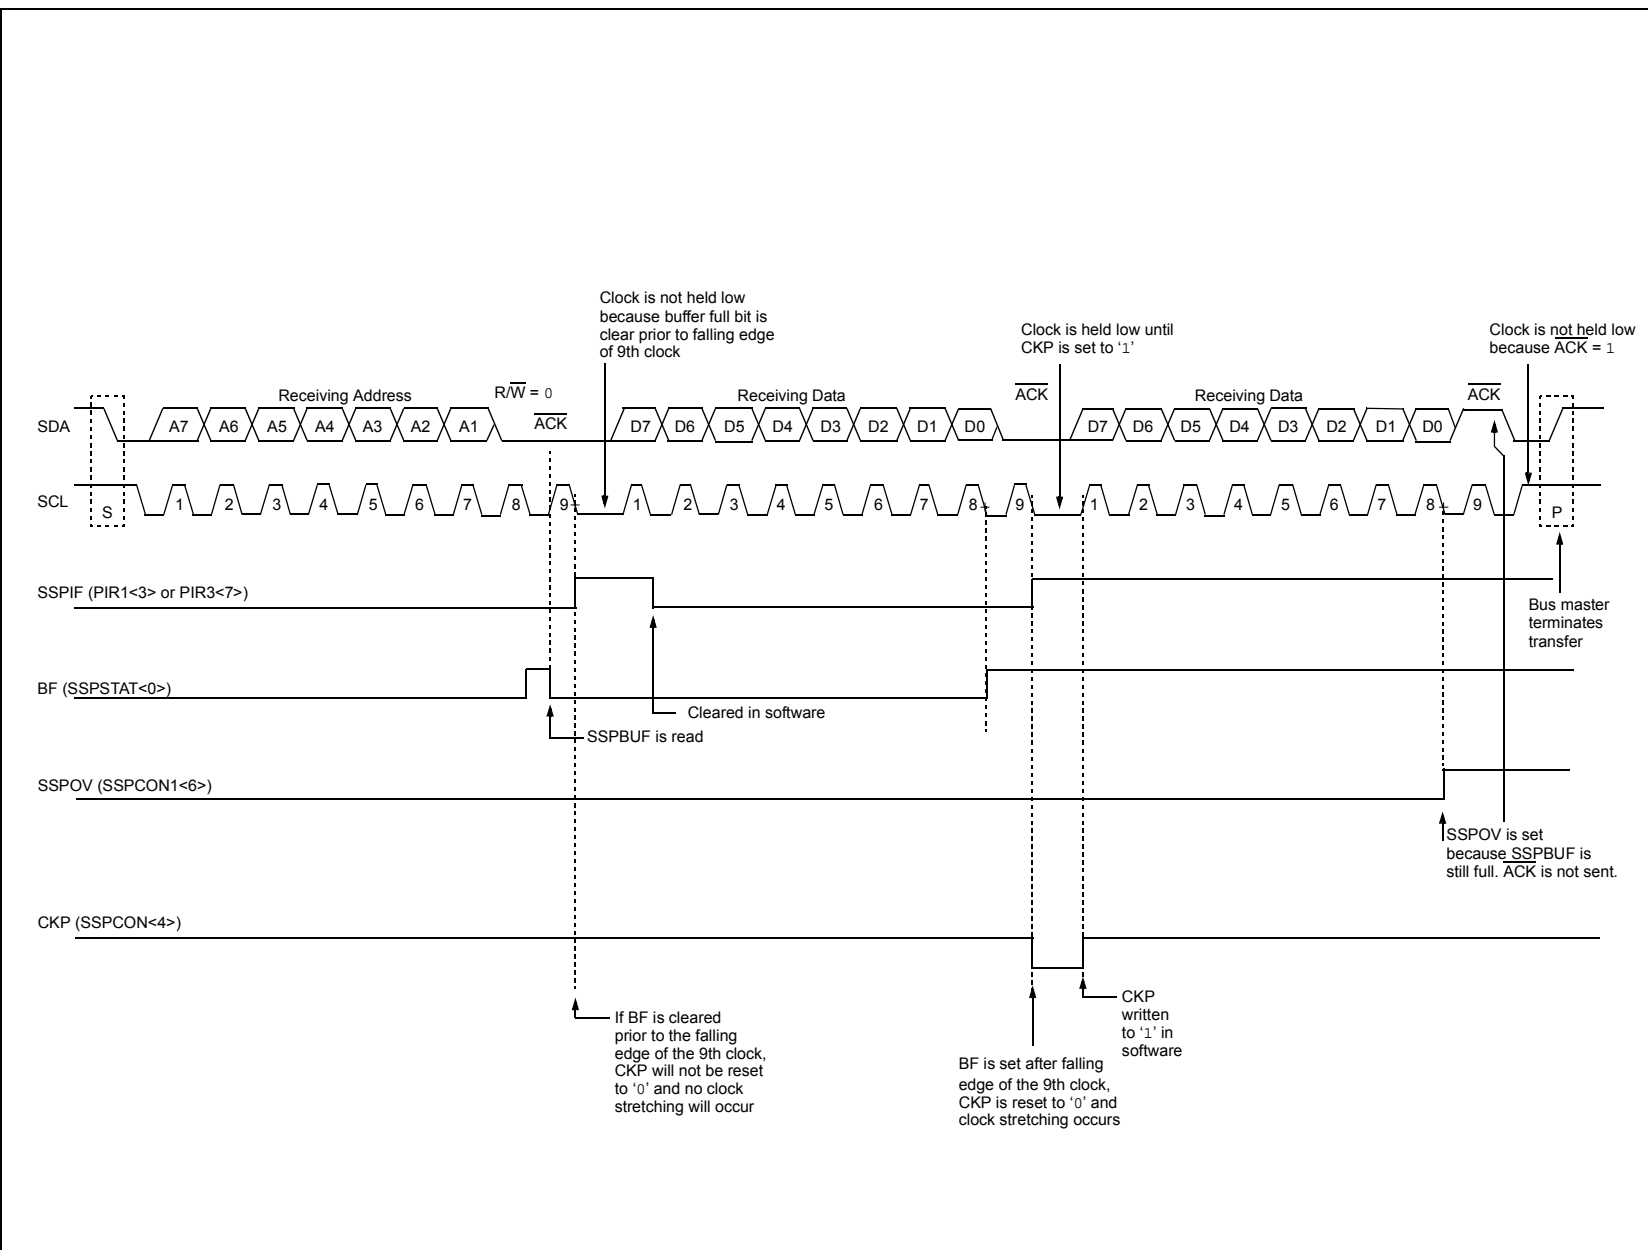 Clock is not held low
because buffer full bit is
clear prior to falling edge
of 9th clock
Clock is held low until
CKP is set to ‘1’
Clock is not held low
because ACK = 1
Receiving Address
R/W = 0
ACK
Receiving Data
ACK
Receiving Data
ACK
SDA
A7 A6 A5 A4 A3 A2 A1
D7 D6 D5 D4 D3 D2 D1 D0
D7 D6 D5 D4 D3 D2 D1 D0
SCL
S
1 2 3 4 5 6 7 8 9
1 2 3 4 5 6 7 8 9
1 2 3 4 5 6 7 8 9
P
SSPIF (PIR1<3> or PIR3<7>)
Bus master
terminates
transfer
BF (SSPSTAT<0>)
Cleared in software
SSPBUF is read
SSPOV (SSPCON1<6>)
SSPOV is set
because SSPBUF is
still full. ACK is not sent.
CKP (SSPCON<4>)
If BF is cleared
prior to the falling
edge of the 9th clock,
CKP will not be reset
to ‘0’ and no clock
stretching will occur
BF is set after falling
edge of the 9th clock,
CKP is reset to ‘0’ and
clock stretching occurs
CKP
written
to ‘1’ in
software